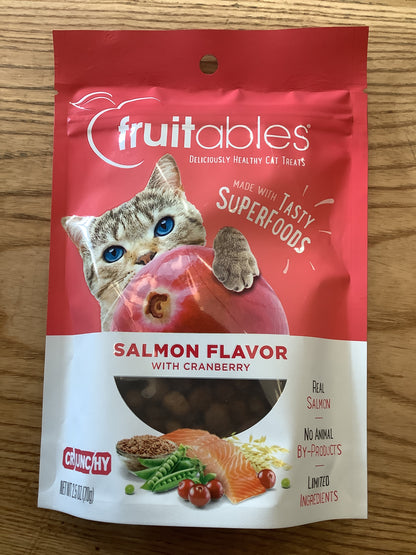 fruitables®
DELICIOUSLY HEALTHY CAT TREATS
MADE WITH TASTY
SUPERFOODS
SALMON FLAVOR
WITH CRANBERRY
REAL
SALMON
NO ANIMAL
BY-PRODUCTS
LIMITED
INGREDIENTS
CRUNCHY
NET WT 2.5 OZ (70g)